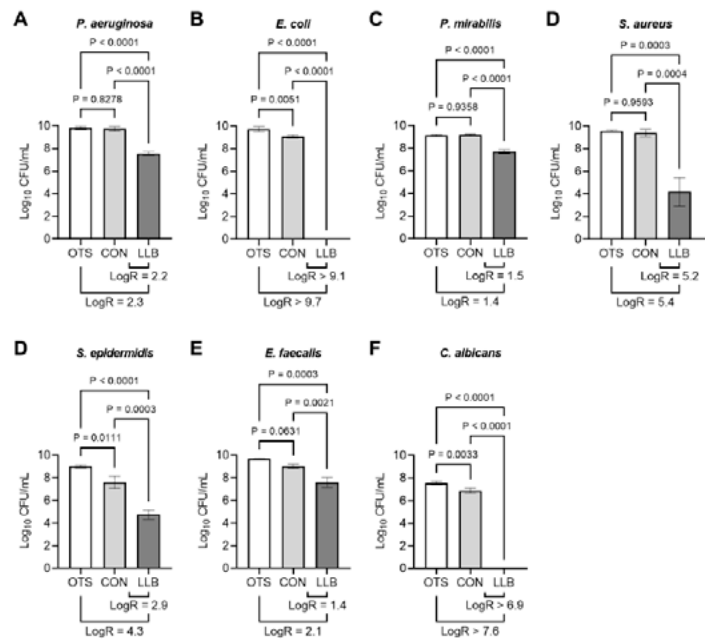 A
P. aeruginosa
P < 0.0001
P < 0.0001
P = 0.8278
Log10 CFU/mL
10
8
6
4
2
0
OTS CON LLB
LogR = 2.2
LogR = 2.3
B
E. coli
P < 0.0001
P < 0.0001
P = 0.0051
Log10 CFU/mL
10
8
6
4
2
0
OTS CON LLB
LogR > 9.1
LogR > 9.7
C
P. mirabilis
P < 0.0001
P < 0.0001
P = 0.9358
Log10 CFU/mL
10
8
6
4
2
0
OTS CON LLB
LogR = 1.5
LogR = 1.4
D
S. aureus
P = 0.0003
P = 0.0004
P = 0.9593
Log10 CFU/mL
10
8
6
4
2
0
OTS CON LLB
LogR = 5.2
LogR = 5.4
D
S. epidermidis
P < 0.0001
P = 0.0003
P = 0.0111
Log10 CFU/mL
10
8
6
4
2
0
OTS CON LLB
LogR = 2.9
LogR = 4.3
E
E. faecalis
P = 0.0003
P = 0.0021
P = 0.0631
Log10 CFU/mL
10
8
6
4
2
0
OTS CON LLB
LogR = 1.4
LogR = 2.1
F
C. albicans
P < 0.0001
P < 0.0001
P = 0.0033
Log10 CFU/mL
10
8
6
4
2
0
OTS CON LLB
LogR > 6.9
LogR > 7.6